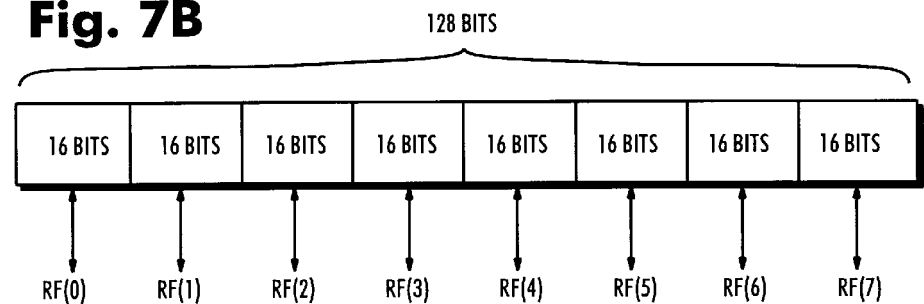 Fig. 7B
128 BITS
16 BITS 16 BITS 16 BITS 16 BITS 16 BITS 16 BITS 16 BITS 16 BITS
RF(0) RF(1) RF(2) RF(3) RF(4) RF(5) RF(6) RF(7)